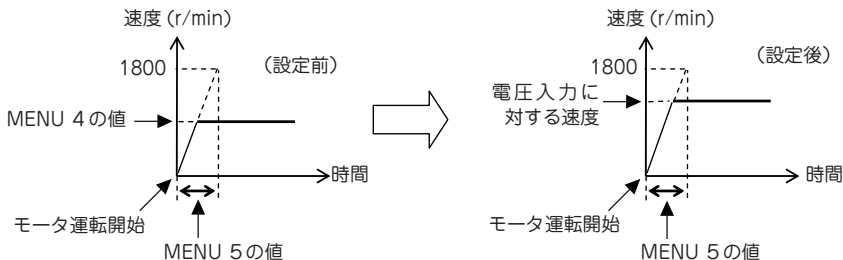 速度 (r/min)
1800
(設定前)
MENU 4の値
時間
モータ運転開始
MENU 5の値
速度 (r/min)
1800
(設定後)
電圧入力に
対する速度
時間
モータ運転開始
MENU 5の値